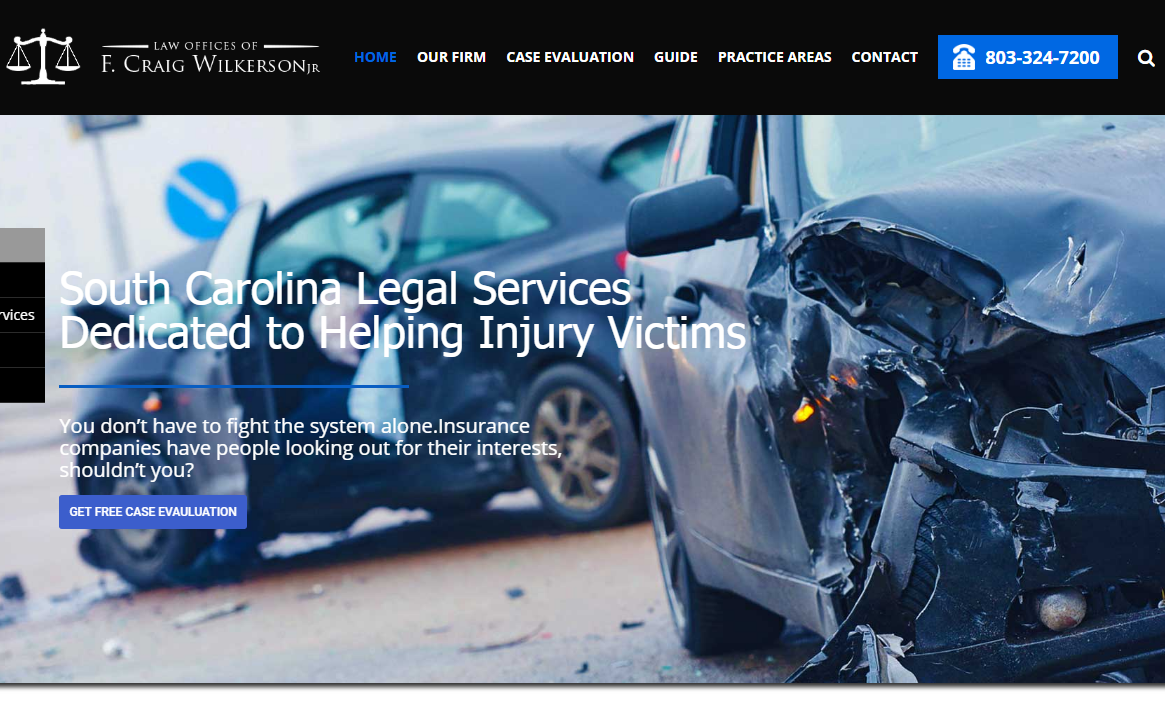 LAW OFFICES OF
F. CRAIG WILKERSON JR
HOME
OUR FIRM
CASE EVALUATION
GUIDE
PRACTICE AREAS
CONTACT
803-324-7200
rvices
South Carolina Legal Services
Dedicated to Helping Injury Victims
You don’t have to fight the system alone.Insurance
companies have people looking out for their interests,
shouldn’t you?
GET FREE CASE EVAULUATION